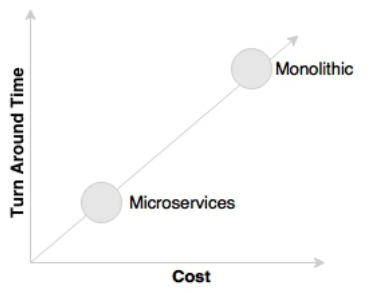 Turn Around Time
Monolithic
Microservices
Cost